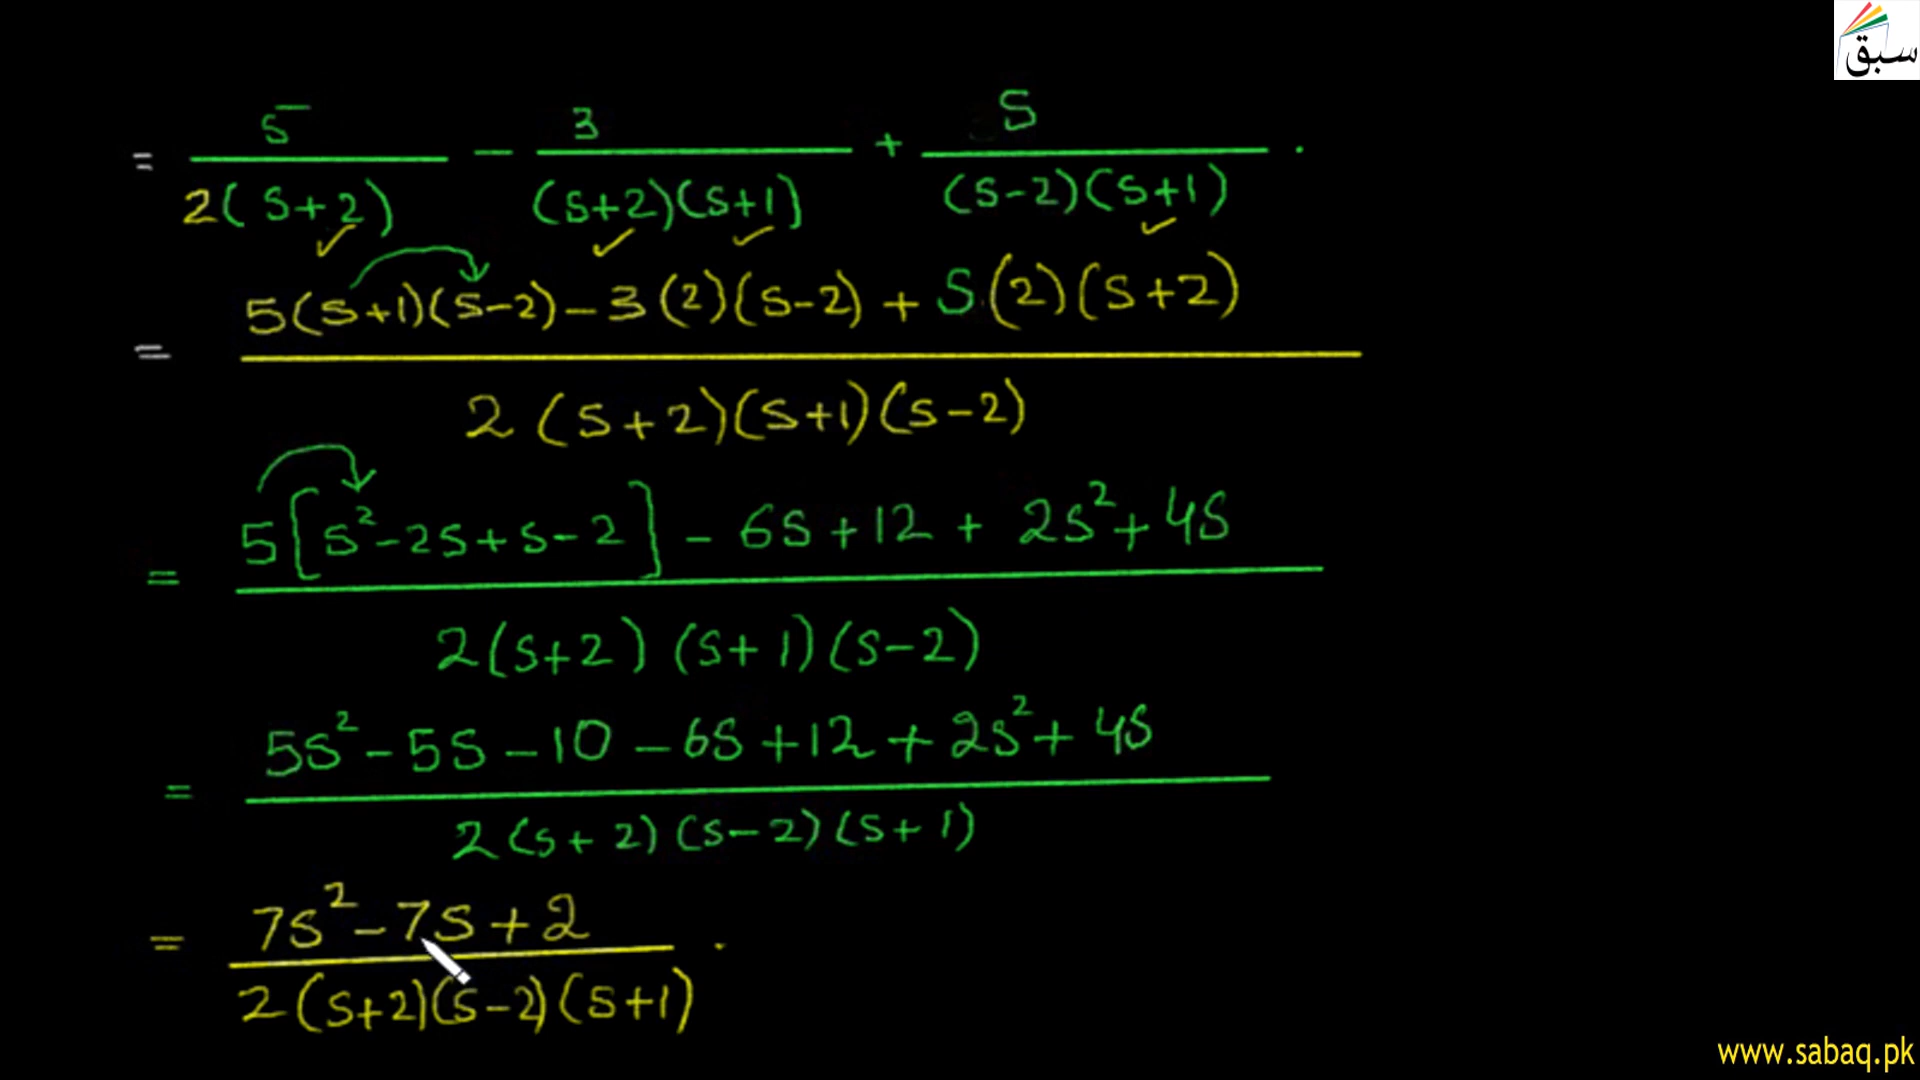 سبق
= 5/(2(s+2)) - 3/((s+2)(s+1)) + s/((s-2)(s+1)) .
= (5(s+1)(s-2) - 3(2)(s-2) + s(2)(s+2))/(2(s+2)(s+1)(s-2))
= (5[s²-2s+s-2] - 6s + 12 + 2s² + 4s)/(2(s+2)(s+1)(s-2))
= (5s² - 5s - 10 - 6s + 12 + 2s² + 4s)/(2(s+2)(s-2)(s+1))
= (7s² - 7s + 2)/(2(s+2)(s-2)(s+1)) .
www.sabaq.pk